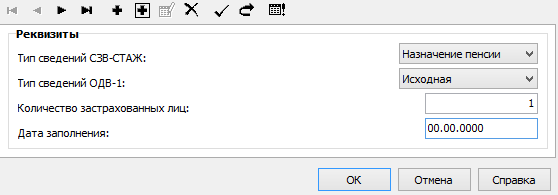 Реквизиты
Тип сведений СЗВ-СТАЖ: Назначение пенсии
Тип сведений ОДВ-1: Исходная
Количество застрахованных лиц: 1
Дата заполнения: 00.00.0000
ОК Отмена Справка